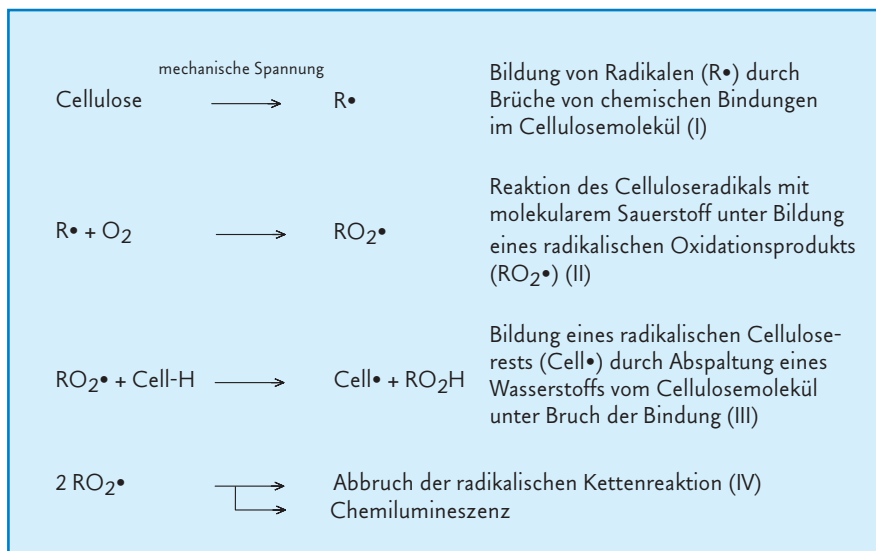 mechanische Spannung
Cellulose ⟶ R•
Bildung von Radikalen (R•) durch
Brüche von chemischen Bindungen
im Cellulosemolekül (I)
R• + O₂ ⟶ RO₂•
Reaktion des Celluloseradikals mit
molekularem Sauerstoff unter Bildung
eines radikalischen Oxidationsprodukts
(RO₂•) (II)
RO₂• + Cell-H ⟶ Cell• + RO₂H
Bildung eines radikalischen Cellulose-
rests (Cell•) durch Abspaltung eines
Wasserstoffs vom Cellulosemolekül
unter Bruch der Bindung (III)
2 RO₂• ⟶ Abbruch der radikalischen Kettenreaktion (IV)
Chemilumineszenz